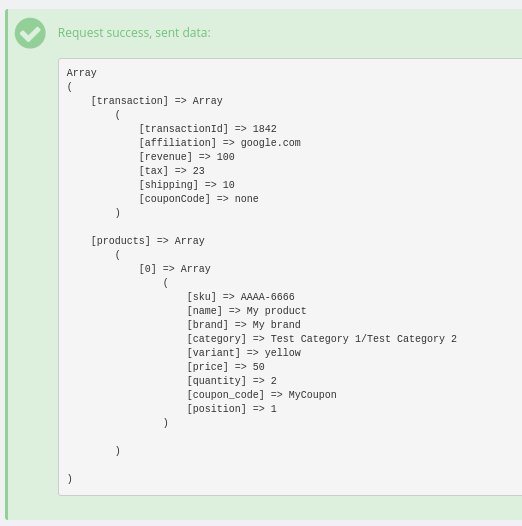 Request success, sent data:
Array
(
    [transaction] => Array
        (
            [transactionId] => 1842
            [affiliation] => google.com
            [revenue] => 100
            [tax] => 23
            [shipping] => 10
            [couponCode] => none
        )

    [products] => Array
        (
            [0] => Array
                (
                    [sku] => AAAA-6666
                    [name] => My product
                    [brand] => My brand
                    [category] => Test Category 1/Test Category 2
                    [variant] => yellow
                    [price] => 50
                    [quantity] => 2
                    [coupon_code] => MyCoupon
                    [position] => 1
                )

        )

)